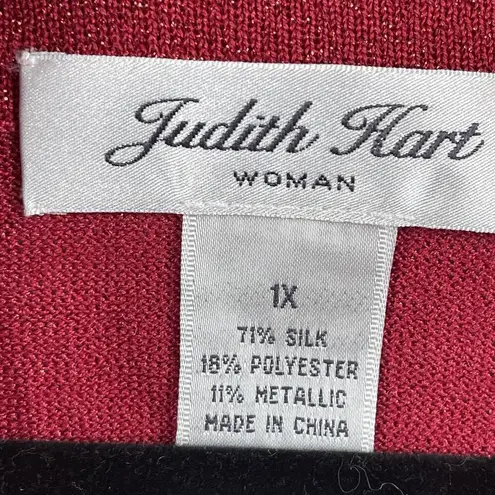 Judith Hart
WOMAN
1X
71% SILK
18% POLYESTER
11% METALLIC
MADE IN CHINA